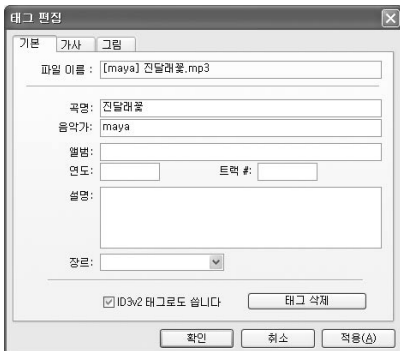 태그 편집
기본 가사 그림
파일 이름 : [maya] 진달래꽃.mp3
곡명: 진달래꽃
음악가: maya
앨범:
연도: 트랙 #:
설명:
장르:
ID3v2 태그로도 씁니다 태그 삭제
확인 취소 적용(A)